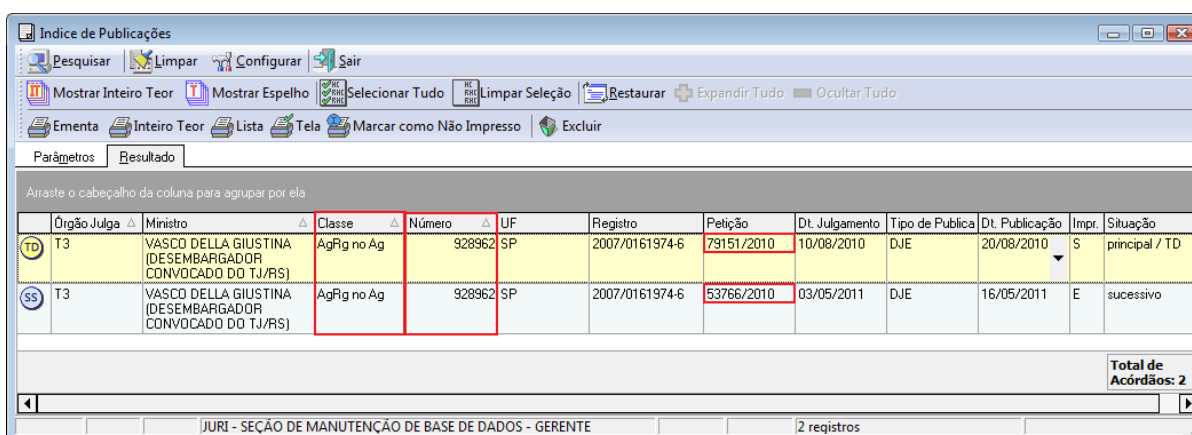 Indice de Publicações
Pesquisar Limpar Configurar Sair
Mostrar Inteiro Teor Mostrar Espelho Selecionar Tudo Limpar Seleção Restaurar Expandir Tudo Ocultar Tudo
Ementa Inteiro Teor Lista Tela Marcar como Não Impresso Excluir
Parâmetros Resultado
Arraste o cabeçalho da coluna para agrupar por ela
Órgão Julga Ministro Classe Número UF Registro Petição Dt. Julgamento Tipo de Publica Dt. Publicação Impr. Situação
TD T3 VASCO DELLA GIUSTINA AgRg no Ag 928962 SP 2007/0161974-6 79151/2010 10/08/2010 DJE 20/08/2010 S principal / TD
(DESEMBARGADOR
CONVOCADO DO TJ/RS)
SS T3 VASCO DELLA GIUSTINA AgRg no Ag 928962 SP 2007/0161974-6 53766/2010 03/05/2011 DJE 16/05/2011 E sucessivo
(DESEMBARGADOR
CONVOCADO DO TJ/RS)
Total de
Acórdãos: 2
JURI - SEÇÃO DE MANUTENÇÃO DE BASE DE DADOS - GERENTE 2 registros